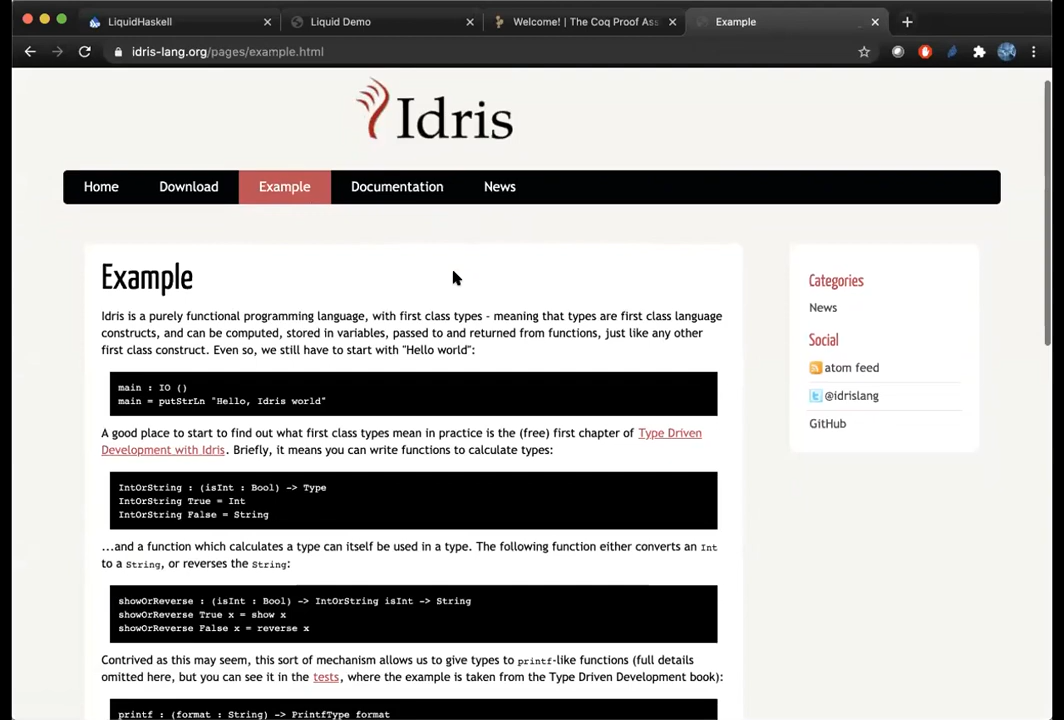 LiquidHaskell
Liquid Demo
Welcome! | The Coq Proof Ass
Example
idris-lang.org/pages/example.html
Idris
Home
Download
Example
Documentation
News
Example
Idris is a purely functional programming language, with first class types - meaning that types are first class language
constructs, and can be computed, stored in variables, passed to and returned from functions, just like any other
first class construct. Even so, we still have to start with "Hello world":
main : IO ()
main = putStrLn "Hello, Idris world"
A good place to start to find out what first class types mean in practice is the (free) first chapter of Type Driven
Development with Idris. Briefly, it means you can write functions to calculate types:
IntOrString : (isInt : Bool) -> Type
IntOrString True = Int
IntOrString False = String
...and a function which calculates a type can itself be used in a type. The following function either converts an Int
to a String, or reverses the String:
showOrReverse : (isInt : Bool) -> IntOrString isInt -> String
showOrReverse True x = show x
showOrReverse False x = reverse x
Contrived as this may seem, this sort of mechanism allows us to give types to printf-like functions (full details
omitted here, but you can see it in the tests, where the example is taken from the Type Driven Development book):
printf : (format : String) -> PrintfType format
Categories
News
Social
atom feed
@idrislang
GitHub